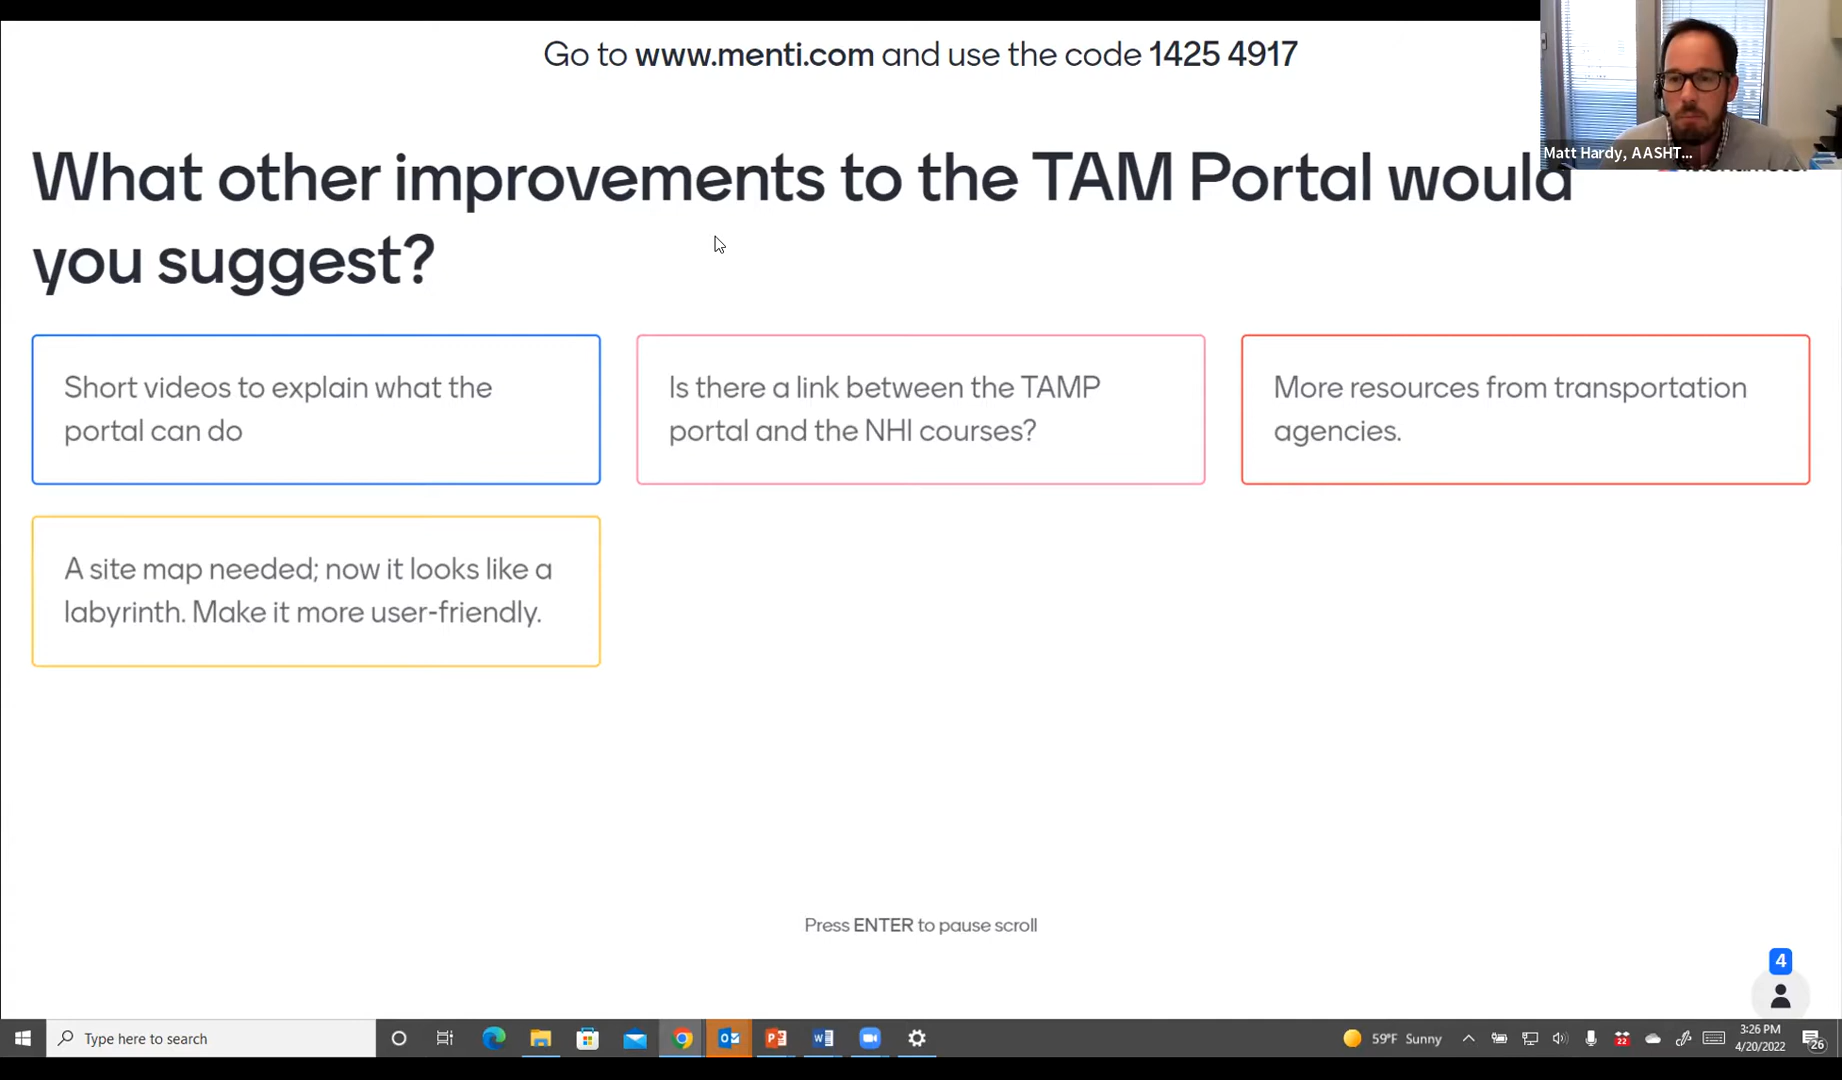 Go to www.menti.com and use the code 1425 4917
Matt Hardy, AASHT...
What other improvements to the TAM Portal would
you suggest?
Short videos to explain what the
portal can do
Is there a link between the TAMP
portal and the NHI courses?
More resources from transportation
agencies.
A site map needed; now it looks like a
labyrinth. Make it more user-friendly.
Press ENTER to pause scroll
4
Type here to search
59°F Sunny
22
3:26 PM
4/20/2022
26